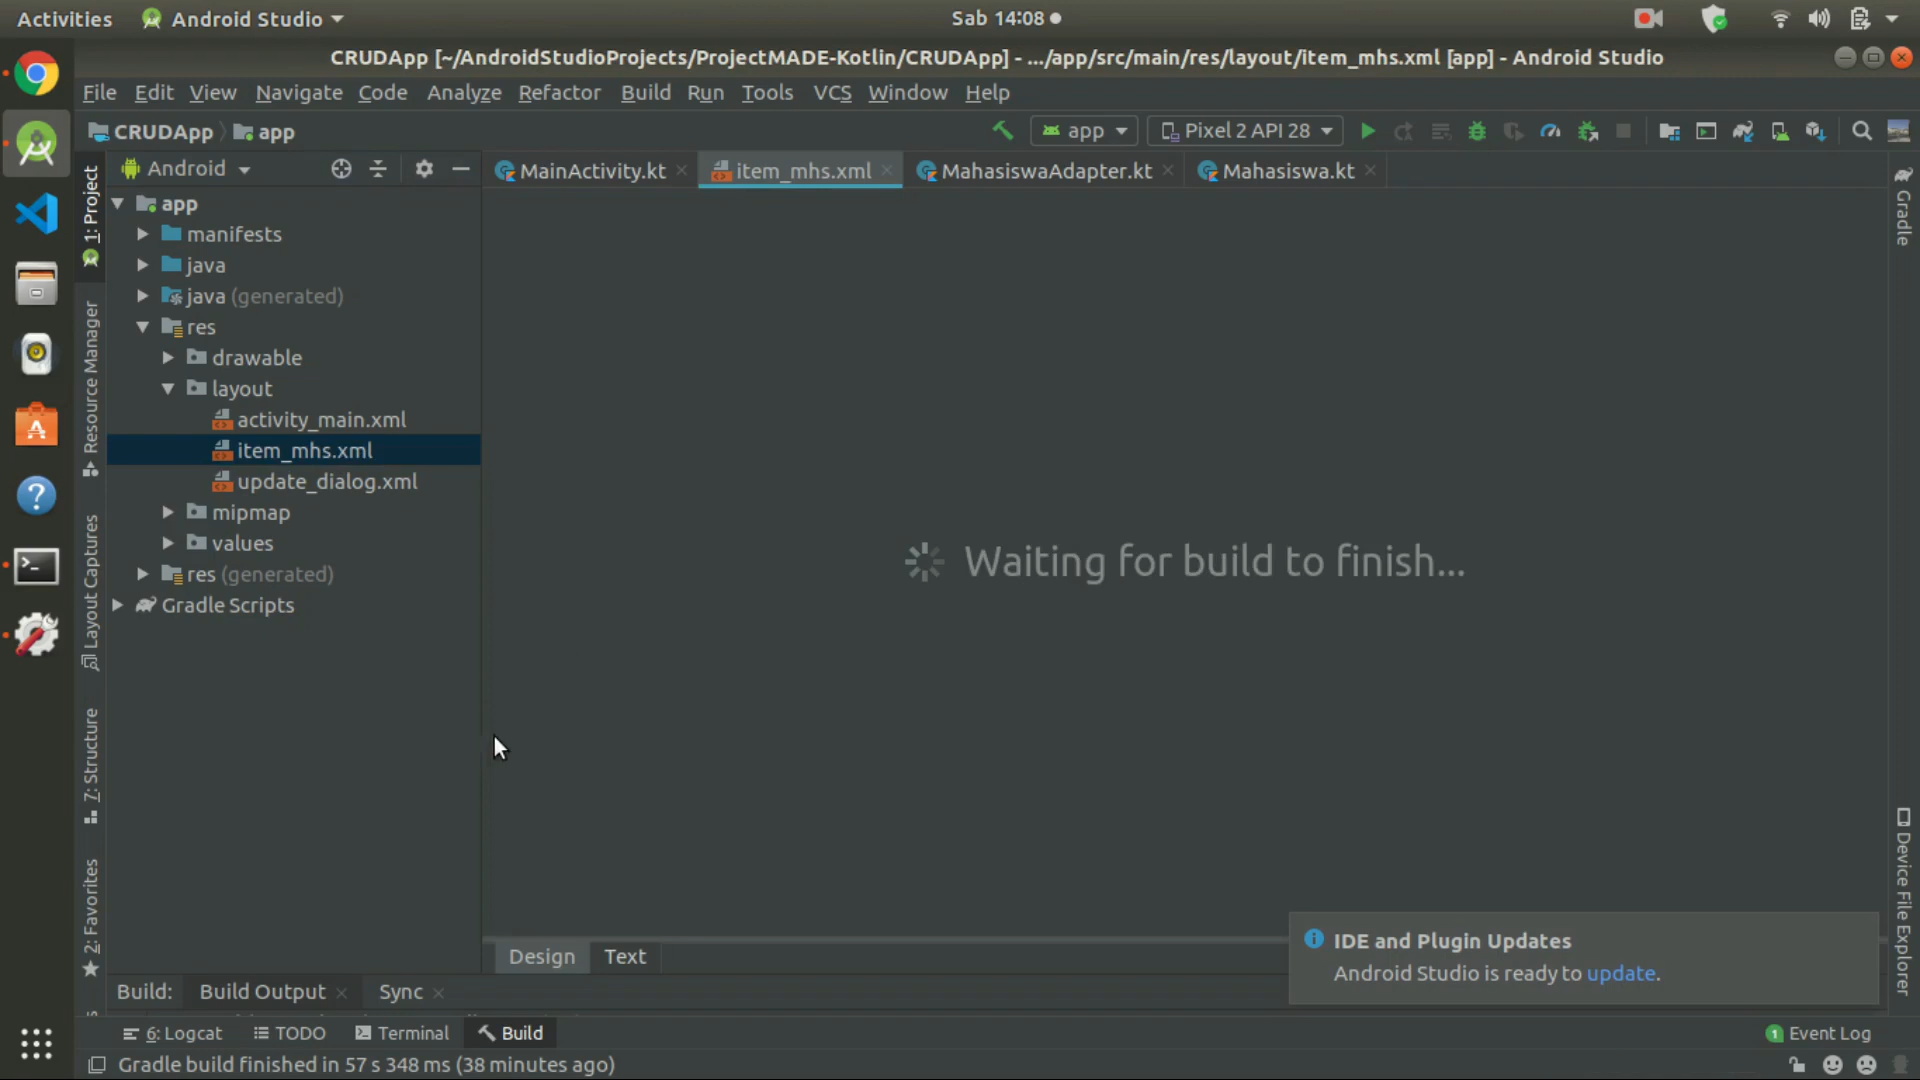 Activities
Android Studio
Sab 14:08
CRUDApp [~/AndroidStudioProjects/ProjectMADE-Kotlin/CRUDApp] - .../app/src/main/res/layout/item_mhs.xml [app] - Android Studio
File Edit View Navigate Code Analyze Refactor Build Run Tools VCS Window Help
CRUDApp app
app
Pixel 2 API 28
Android
MainActivity.kt
item_mhs.xml
MahasiswaAdapter.kt
Mahasiswa.kt
1: Project
Resource Manager
Layout Captures
7: Structure
2: Favorites
app
manifests
java
java (generated)
res
drawable
layout
activity_main.xml
item_mhs.xml
update_dialog.xml
mipmap
values
res (generated)
Gradle Scripts
Waiting for build to finish...
Gradle
Device File Explorer
Design
Text
IDE and Plugin Updates
Android Studio is ready to update.
Build:
Build Output
Sync
6: Logcat
TODO
Terminal
Build
1 Event Log
Gradle build finished in 57 s 348 ms (38 minutes ago)